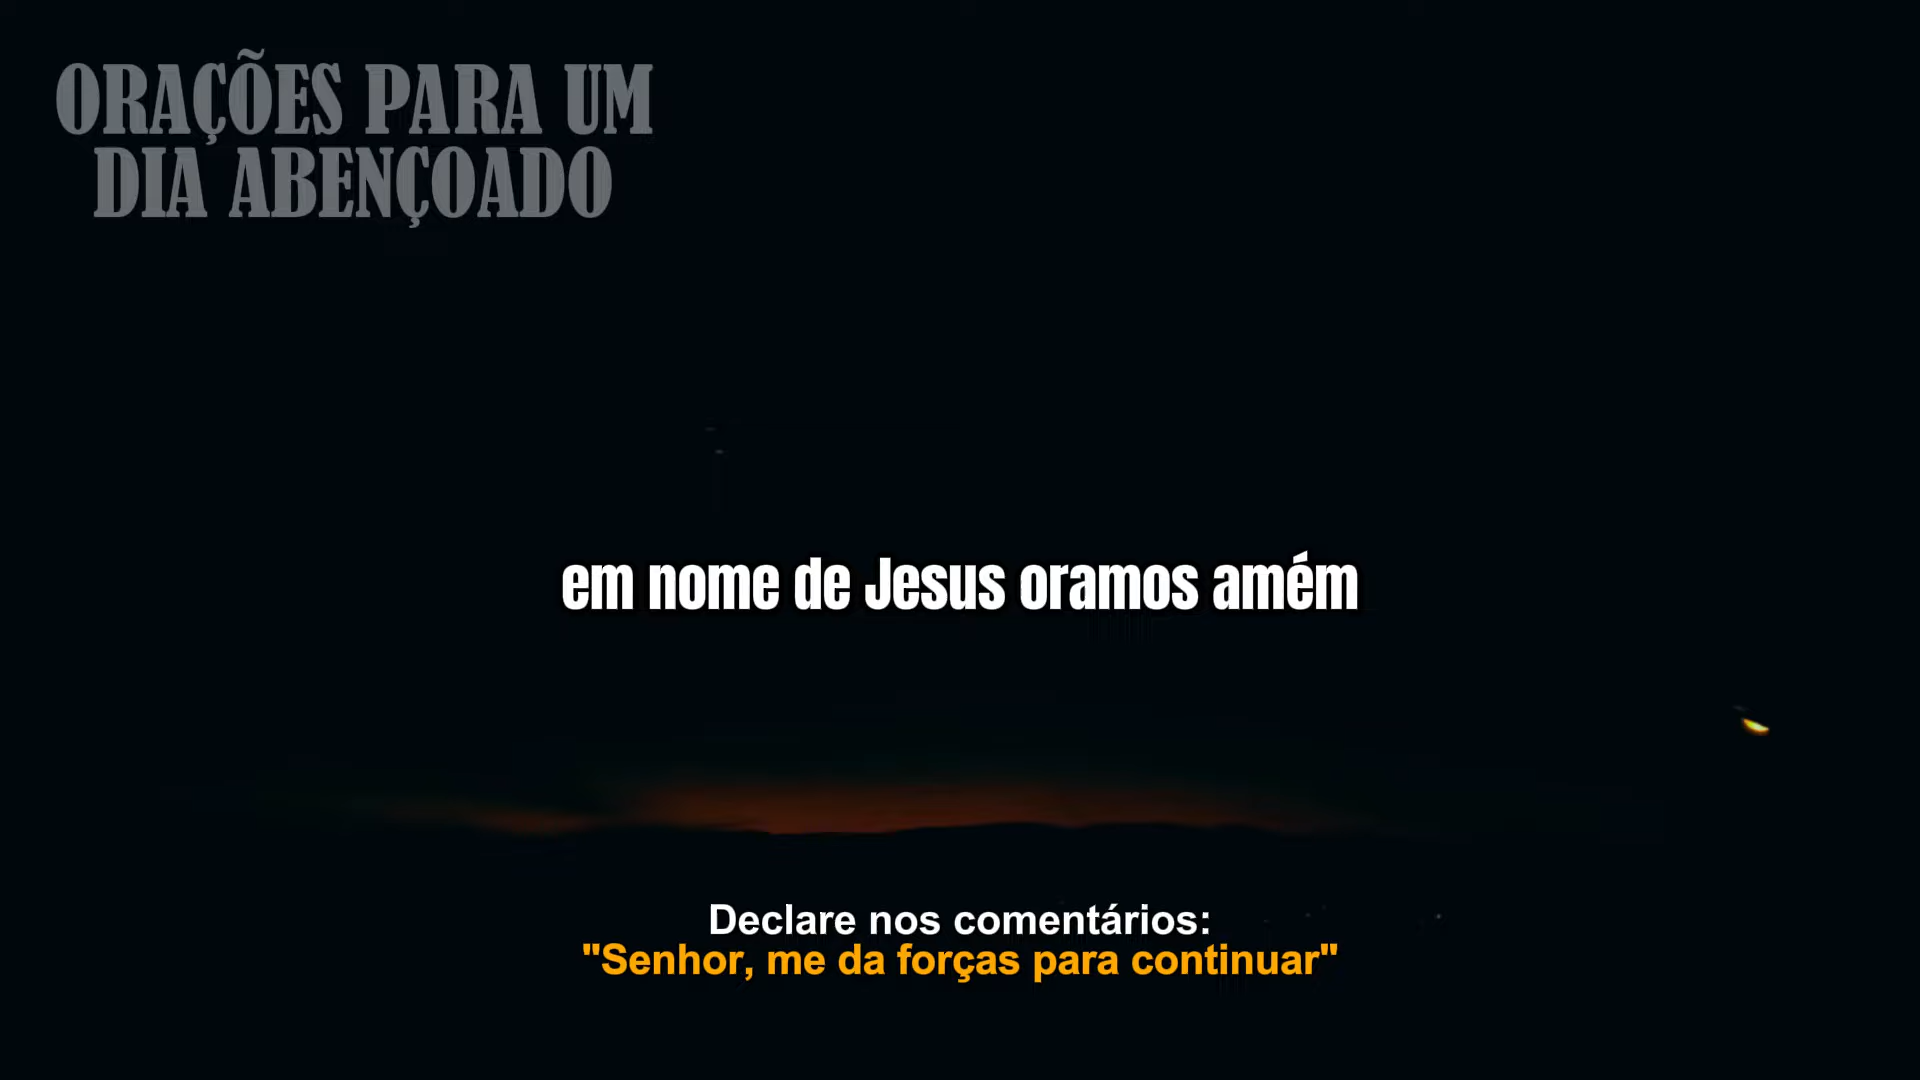 ORAÇÕES PARA UM
DIA ABENÇOADO
em nome de Jesus oramos amém
Declare nos comentários:
"Senhor, me da forças para continuar"